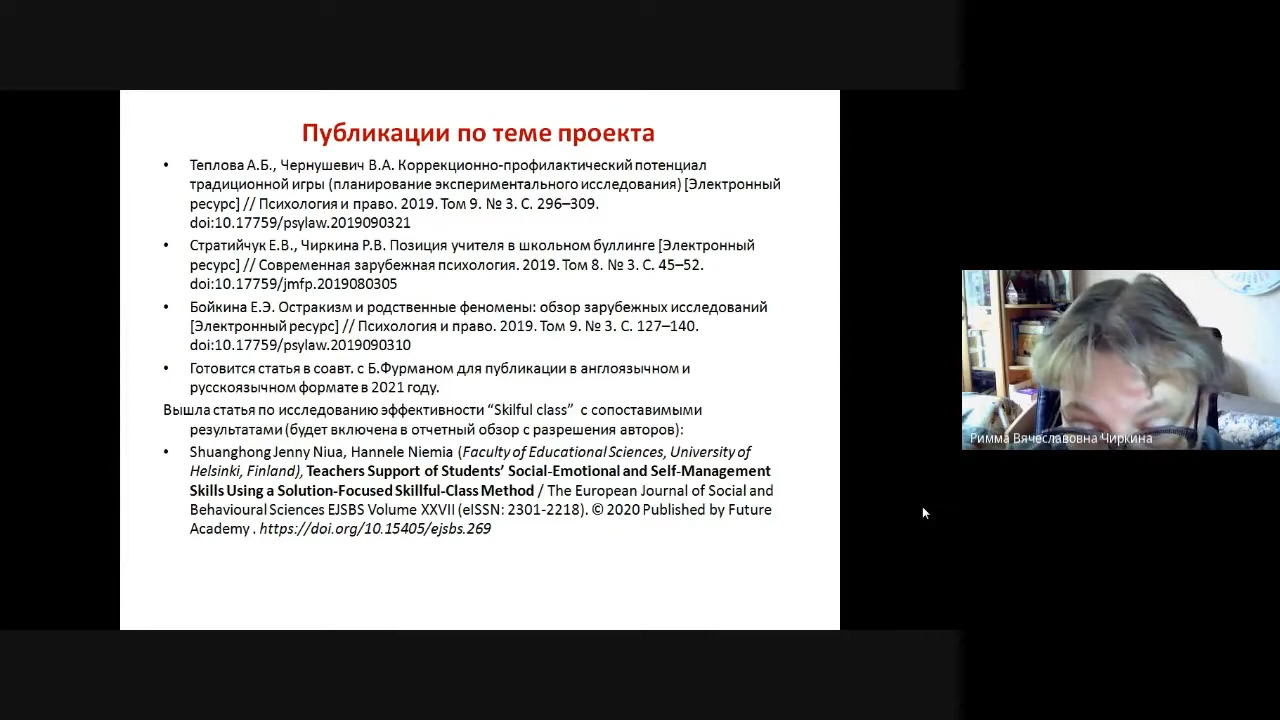 Публикации по теме проекта
• Теплова А.Б., Чернушевич В.А. Коррекционно-профилактический потенциал
традиционной игры (планирование экспериментального исследования) [Электронный
ресурс] // Психология и право. 2019. Том 9. № 3. С. 296–309.
doi:10.17759/psylaw.2019090321
• Стратийчук Е.В., Чиркина Р.В. Позиция учителя в школьном буллинге [Электронный
ресурс] // Современная зарубежная психология. 2019. Том 8. № 3. С. 45–52.
doi:10.17759/jmfp.2019080305
• Бойкина Е.Э. Остракизм и родственные феномены: обзор зарубежных исследований
[Электронный ресурс] // Психология и право. 2019. Том 9. № 3. С. 127–140.
doi:10.17759/psylaw.2019090310
• Готовится статья в соавт. с Б.Фурманом для публикации в англоязычном и
русскоязычном формате в 2021 году.
Вышла статья по исследованию эффективности “Skilful class” с сопоставимыми
результатами (будет включена в отчетный обзор с разрешения авторов):
• Shuanghong Jenny Niua, Hannele Niemia (Faculty of Educational Sciences, University of
Helsinki, Finland), Teachers Support of Students’ Social-Emotional and Self-Management
Skills Using a Solution-Focused Skillful-Class Method / The European Journal of Social and
Behavioural Sciences EJSBS Volume XXVII (eISSN: 2301-2218). © 2020 Published by Future
Academy . https://doi.org/10.15405/ejsbs.269
Римма Вячеславовна Чиркина